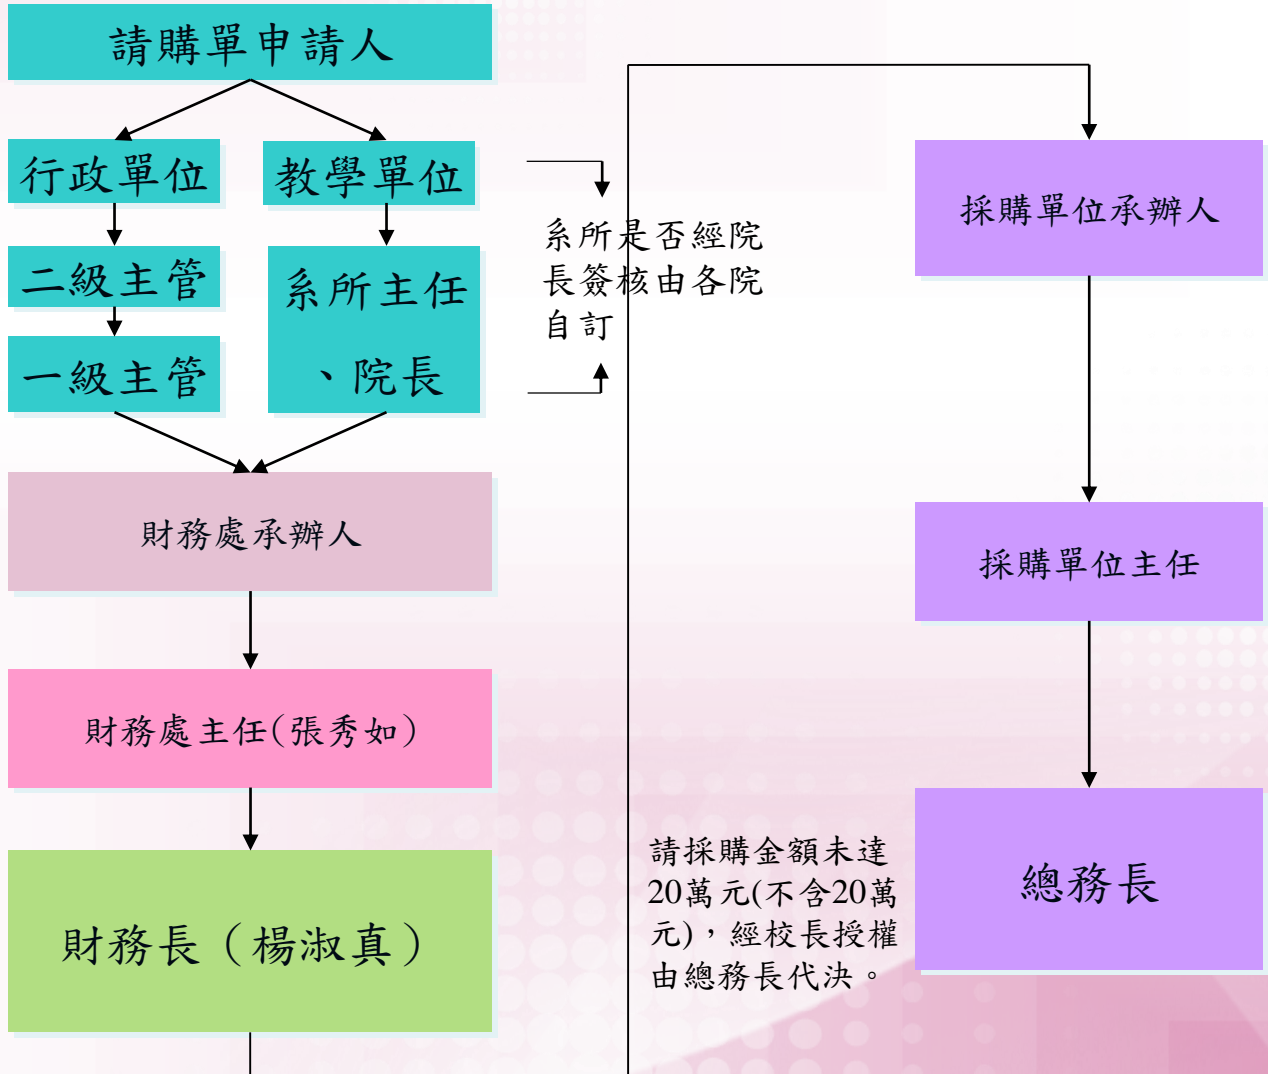 請購單申請人
行政單位
教學單位
二級主管
一級主管
系所主任
、院長
系所是否經院
長簽核由各院
自訂
財務處承辦人
財務處主任(張秀如)
財務長（楊淑真）
採購單位承辦人
採購單位主任
總務長
請採購金額未達
20萬元(不含20萬
元)，經校長授權
由總務長代決。